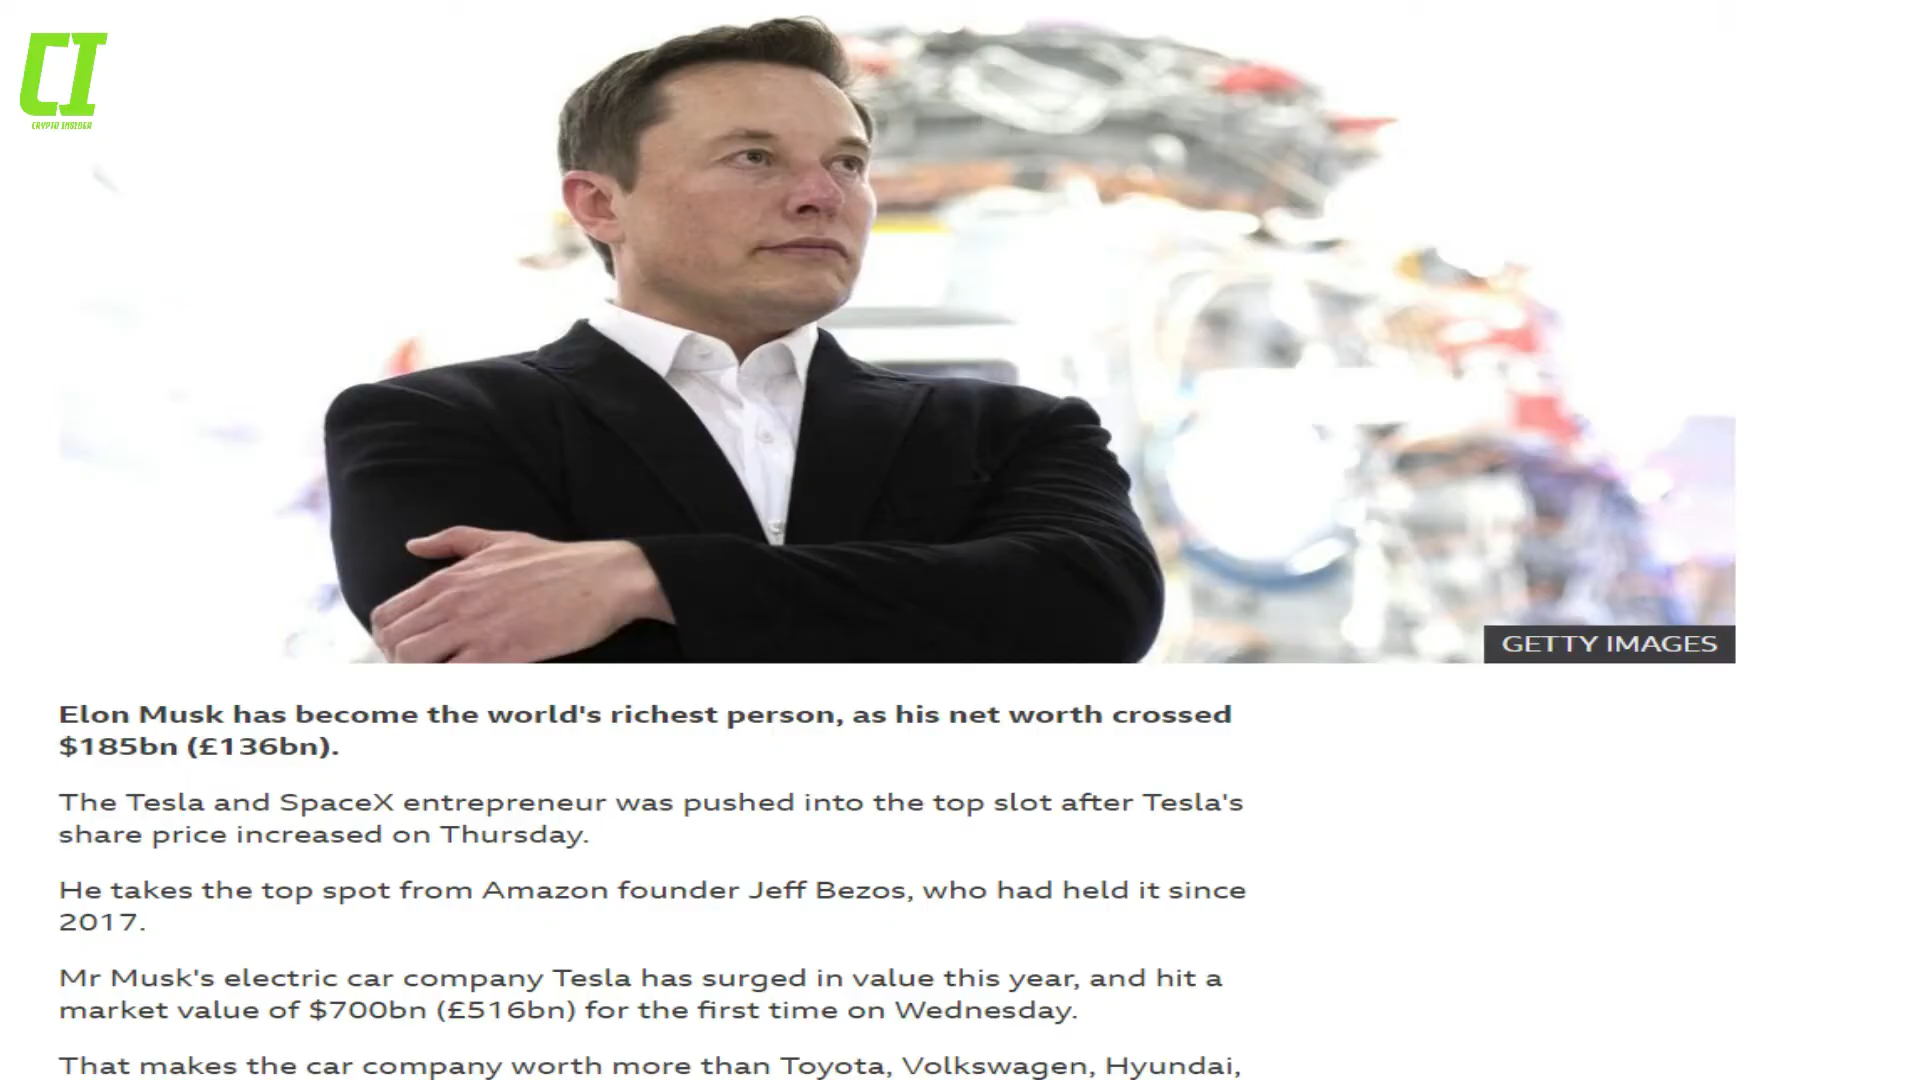 CI
CRYPTO INSIDER
GETTY IMAGES
Elon Musk has become the world's richest person, as his net worth crossed
$185bn (£136bn).
The Tesla and SpaceX entrepreneur was pushed into the top slot after Tesla's
share price increased on Thursday.
He takes the top spot from Amazon founder Jeff Bezos, who had held it since
2017.
Mr Musk's electric car company Tesla has surged in value this year, and hit a
market value of $700bn (£516bn) for the first time on Wednesday.
That makes the car company worth more than Toyota, Volkswagen, Hyundai,